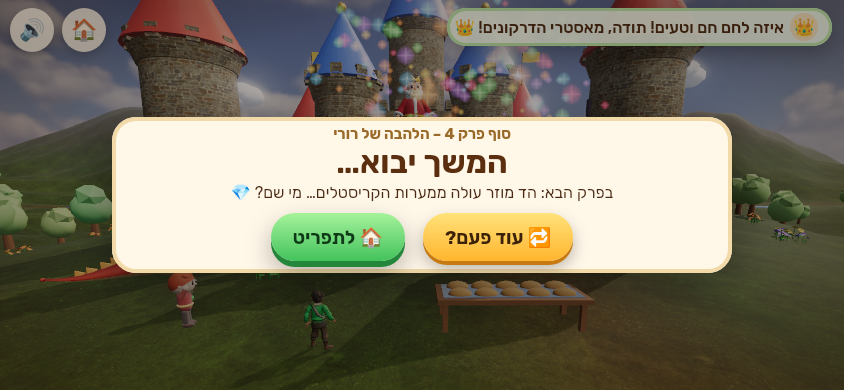 איזה לחם חם וטעים! תודה, מאסטרי הדרקונים!
סוף פרק 4 – הלהבה של רורי
המשך יבוא...
בפרק הבא: הד מוזר עולה ממערות הקריסטלים... מי שם?
עוד פעם?
לתפריט